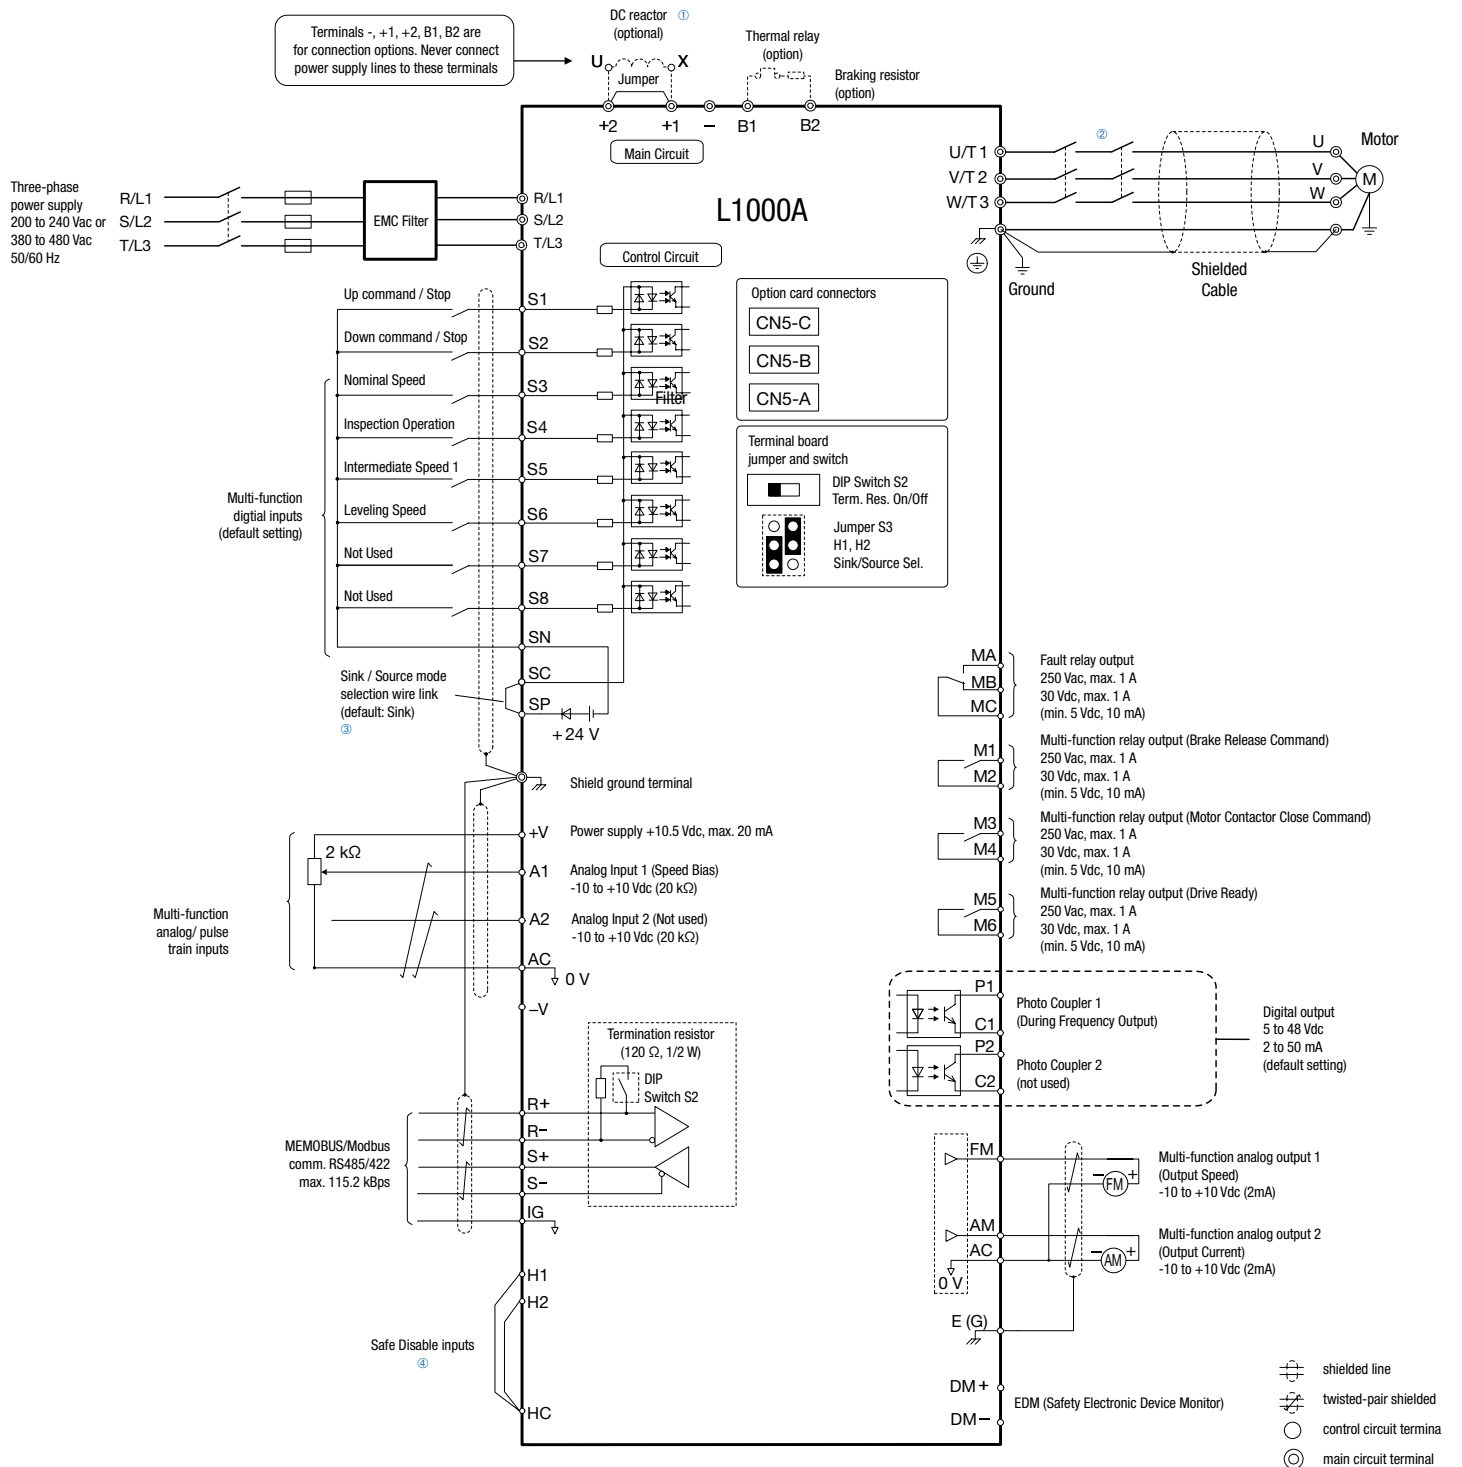 Terminals -, +1, +2, B1, B2 are
for connection options. Never connect
power supply lines to these terminals
DC reactor ①
(optional)
U
X
Jumper
Thermal relay
(option)
Braking resistor
(option)
+2
+1
–
B1
B2
Main Circuit
Three-phase
power supply
200 to 240 Vac or
380 to 480 Vac
50/60 Hz
R/L1
S/L2
T/L3
EMC Filter
R/L1
S/L2
T/L3
L1000A
U/T1
V/T2
W/T3
②
U
V
W
Motor
M
Ground
Shielded
Cable
Control Circuit
Up command / Stop
S1
Down command / Stop
S2
Nominal Speed
S3
Filter
Inspection Operation
S4
Intermediate Speed 1
S5
Leveling Speed
S6
Not Used
S7
Not Used
S8
Multi-function
digtial inputs
(default setting)
SN
SC
SP
+24 V
Sink / Source mode
selection wire link
(default: Sink)
③
Option card connectors
CN5-C
CN5-B
CN5-A
Terminal board
jumper and switch
DIP Switch S2
Term. Res. On/Off
Jumper S3
H1, H2
Sink/Source Sel.
MA
MB
MC
Fault relay output
250 Vac, max. 1 A
30 Vdc, max. 1 A
(min. 5 Vdc, 10 mA)
M1
M2
Multi-function relay output (Brake Release Command)
250 Vac, max. 1 A
30 Vdc, max. 1 A
(min. 5 Vdc, 10 mA)
M3
M4
Multi-function relay output (Motor Contactor Close Command)
250 Vac, max. 1 A
30 Vdc, max. 1 A
(min. 5 Vdc, 10 mA)
M5
M6
Multi-function relay output (Drive Ready)
250 Vac, max. 1 A
30 Vdc, max. 1 A
(min. 5 Vdc, 10 mA)
Shield ground terminal
+V
Power supply +10.5 Vdc, max. 20 mA
2 kΩ
A1
Analog Input 1 (Speed Bias)
-10 to +10 Vdc (20 kΩ)
A2
Analog Input 2 (Not used)
-10 to +10 Vdc (20 kΩ)
AC
0 V
–V
Multi-function
analog/ pulse
train inputs
P1
C1
Photo Coupler 1
(During Frequency Output)
P2
C2
Photo Coupler 2
(not used)
Digital output
5 to 48 Vdc
2 to 50 mA
(default setting)
Termination resistor
(120 Ω, 1/2 W)
DIP
Switch S2
MEMOBUS/Modbus
comm. RS485/422
max. 115.2 kBps
R+
R–
S+
S–
IG
FM
– FM +
Multi-function analog output 1
(Output Speed)
-10 to +10 Vdc (2mA)
AM
AC
0 V
– AM +
Multi-function analog output 2
(Output Current)
-10 to +10 Vdc (2mA)
E (G)
H1
H2
HC
Safe Disable inputs
④
DM+
DM–
EDM (Safety Electronic Device Monitor)
shielded line
twisted-pair shielded
control circuit termina
main circuit terminal